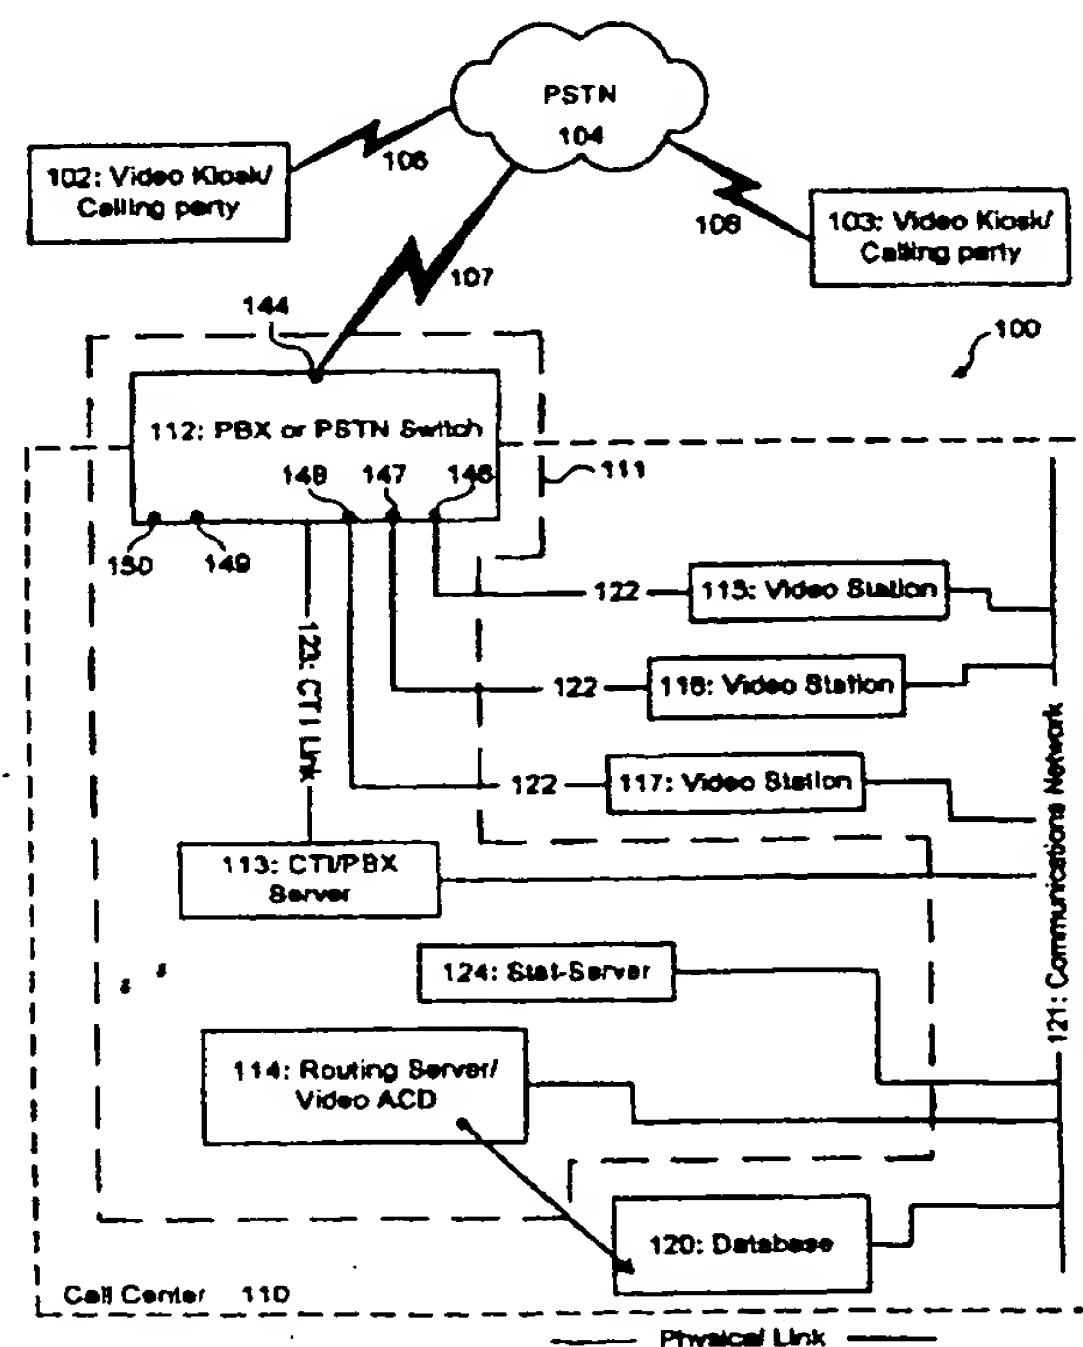 PSTN
104
106
102: Video Kiosk/
Calling party
108
103: Video Kiosk/
Calling party
107
144
100
112: PBX or PSTN Switch
111
148
147
146
150
149
122
115: Video Station
123: CTI Link
122
116: Video Station
122
117: Video Station
121: Communications Network
113: CTI/PBX
Server
124: Stat-Server
114: Routing Server/
Video ACD
120: Database
Call Center 110
Physical Link